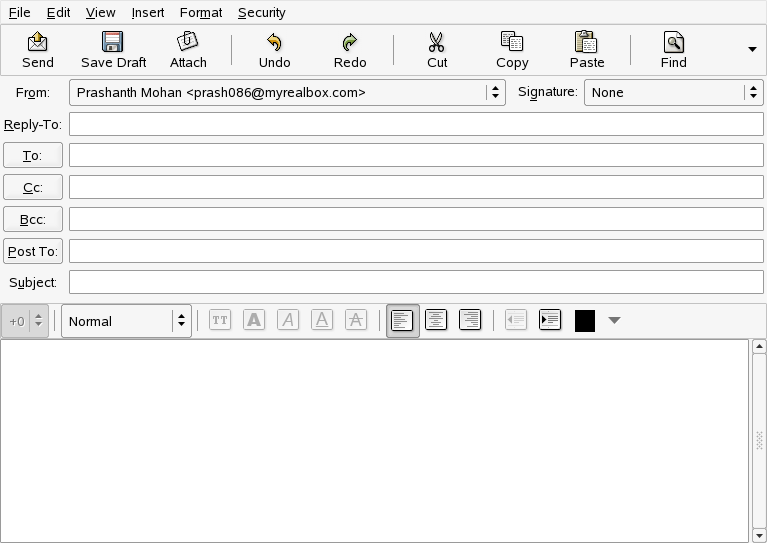 File Edit View Insert Format Security
Send Save Draft Attach Undo Redo Cut Copy Paste Find
From: Prashanth Mohan <prash086@myrealbox.com> Signature: None
Reply-To:
To:
Cc:
Bcc:
Post To:
Subject:
+0 Normal TT A A A A